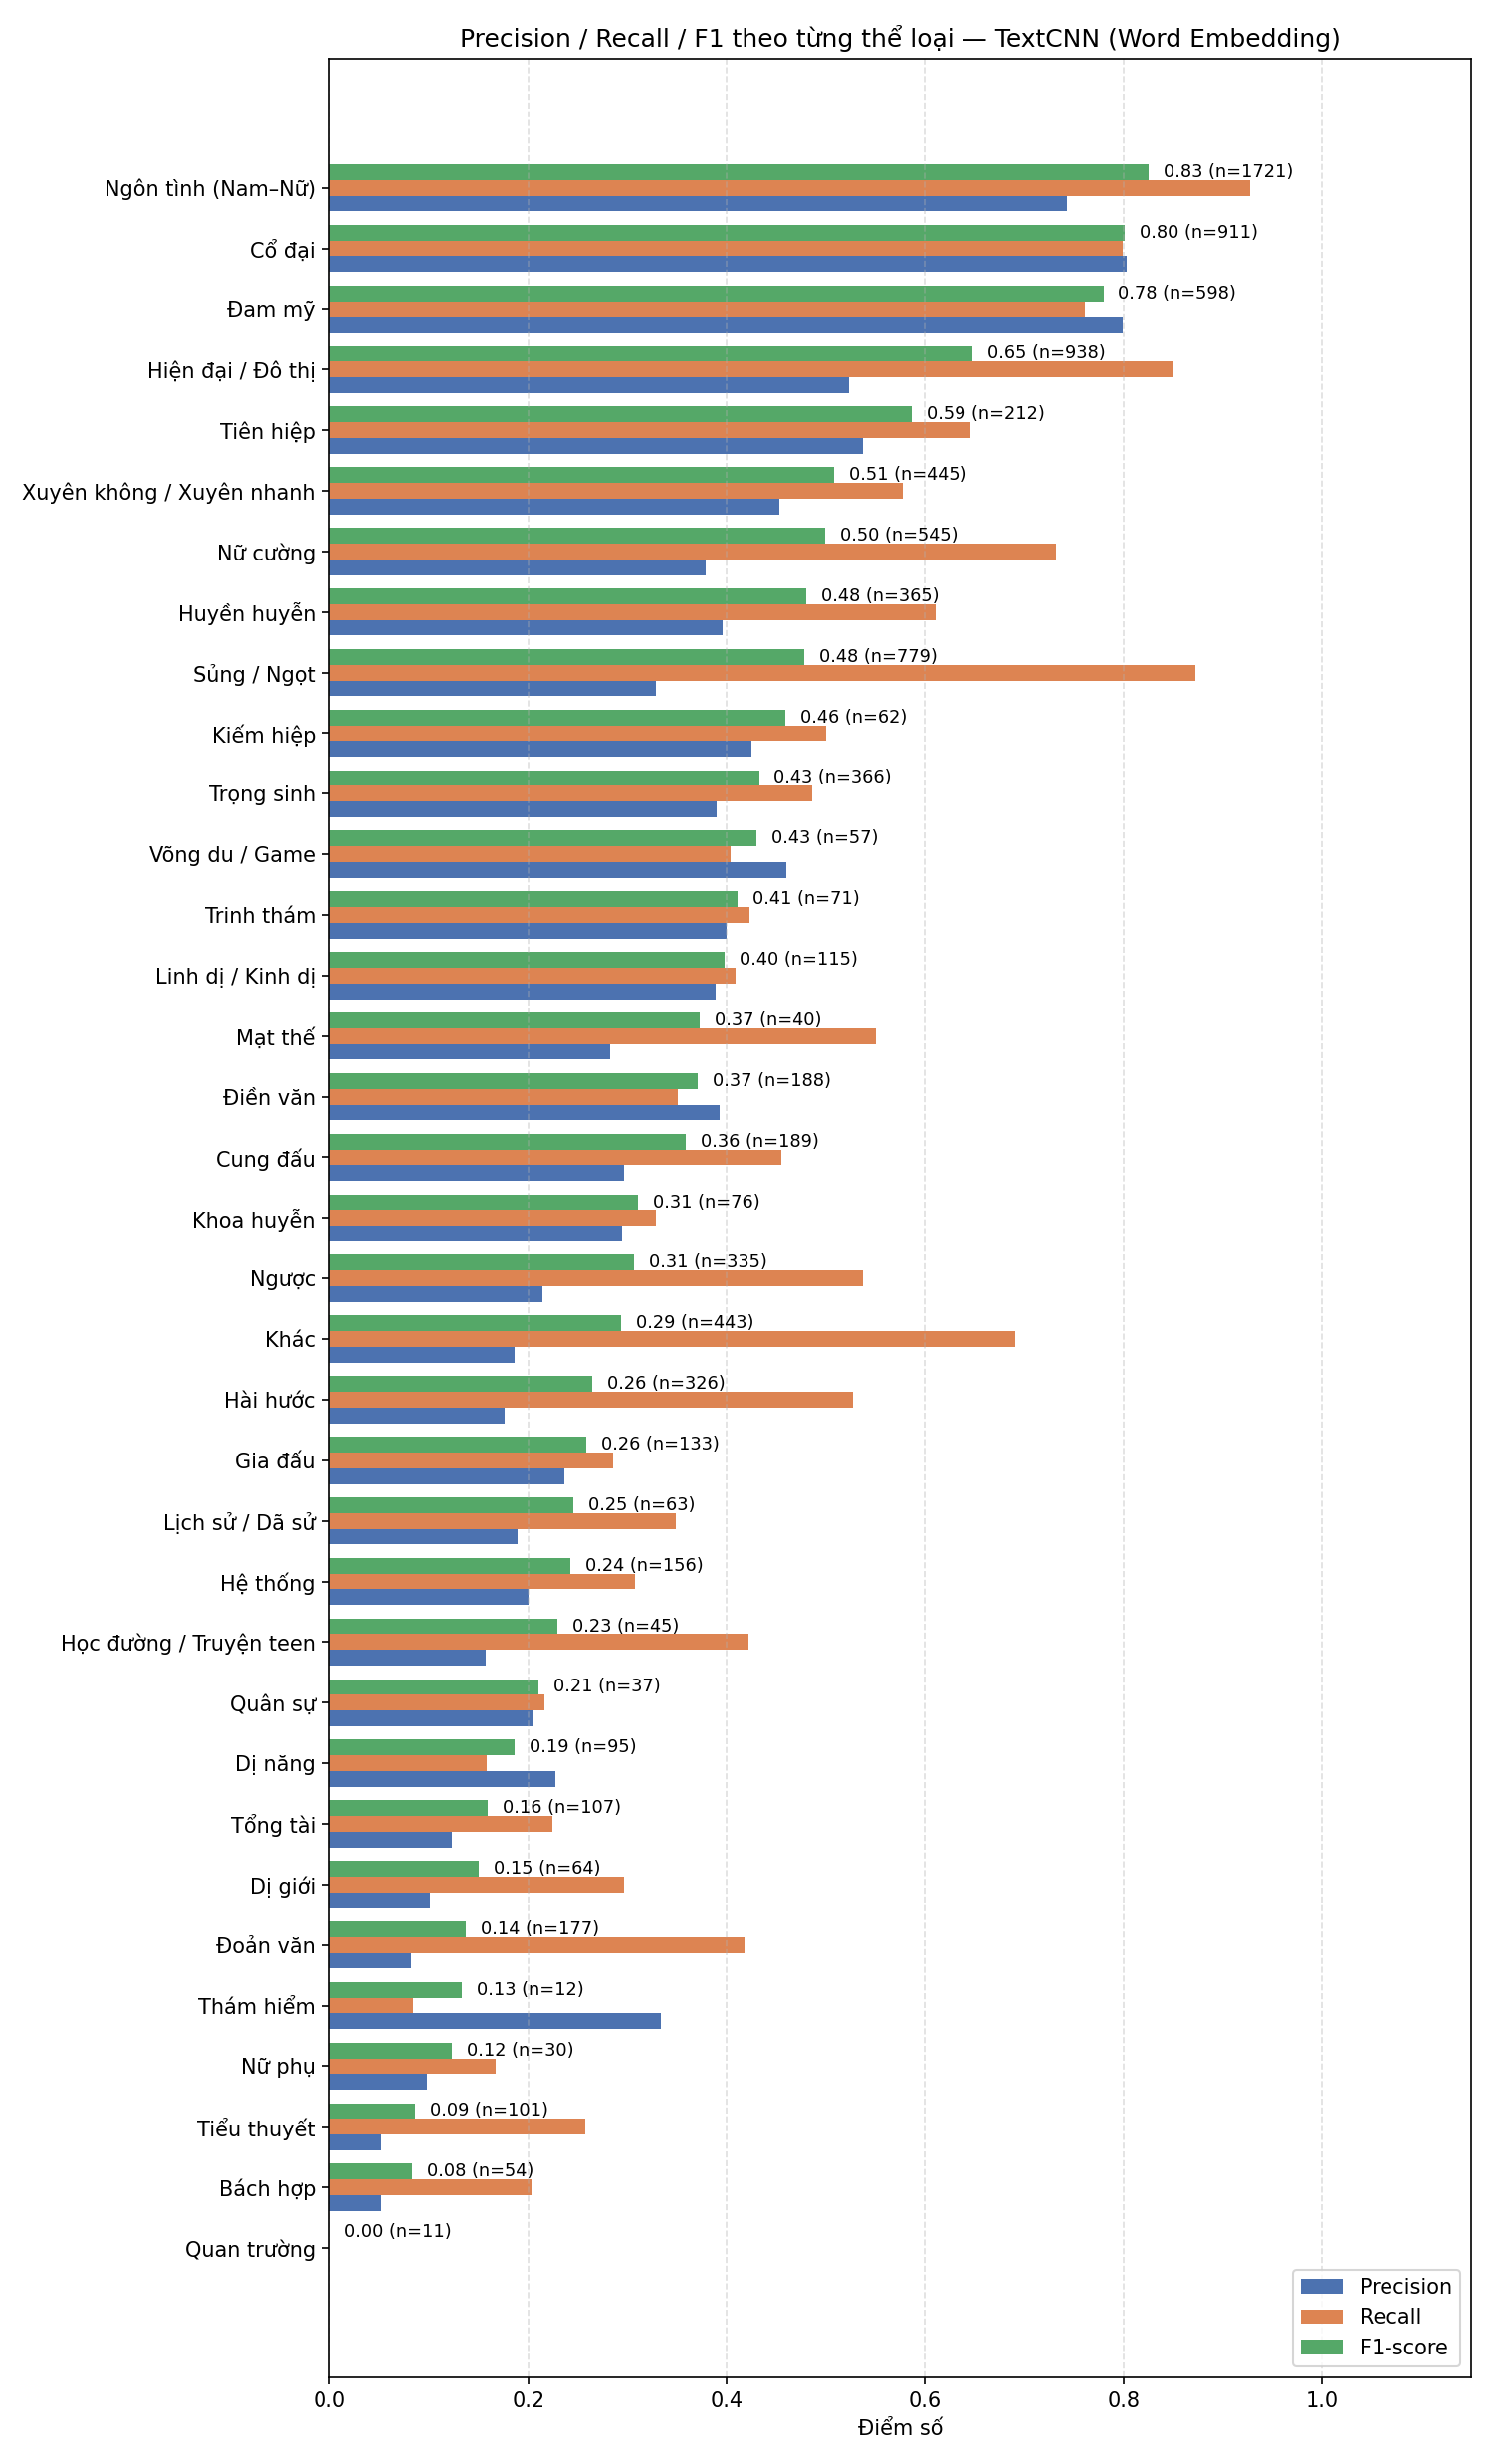 Precision / Recall / F1 theo từng thể loại — TextCNN (Word Embedding)
Ngôn tình (Nam–Nữ) 0.83 (n=1721)
Cổ đại 0.80 (n=911)
Đam mỹ 0.78 (n=598)
Hiện đại / Đô thị 0.65 (n=938)
Tiên hiệp 0.59 (n=212)
Xuyên không / Xuyên nhanh 0.51 (n=445)
Nữ cường 0.50 (n=545)
Huyền huyễn 0.48 (n=365)
Sủng / Ngọt 0.48 (n=779)
Kiếm hiệp 0.46 (n=62)
Trọng sinh 0.43 (n=366)
Võng du / Game 0.43 (n=57)
Trinh thám 0.41 (n=71)
Linh dị / Kinh dị 0.40 (n=115)
Mạt thế 0.37 (n=40)
Điền văn 0.37 (n=188)
Cung đấu 0.36 (n=189)
Khoa huyễn 0.31 (n=76)
Ngược 0.31 (n=335)
Khác 0.29 (n=443)
Hài hước 0.26 (n=326)
Gia đấu 0.26 (n=133)
Lịch sử / Dã sử 0.25 (n=63)
Hệ thống 0.24 (n=156)
Học đường / Truyện teen 0.23 (n=45)
Quân sự 0.21 (n=37)
Dị năng 0.19 (n=95)
Tổng tài 0.16 (n=107)
Dị giới 0.15 (n=64)
Đoản văn 0.14 (n=177)
Thám hiểm 0.13 (n=12)
Nữ phụ 0.12 (n=30)
Tiểu thuyết 0.09 (n=101)
Bách hợp 0.08 (n=54)
Quan trường 0.00 (n=11)
Precision
Recall
F1-score
0.0 0.2 0.4 0.6 0.8 1.0
Điểm số